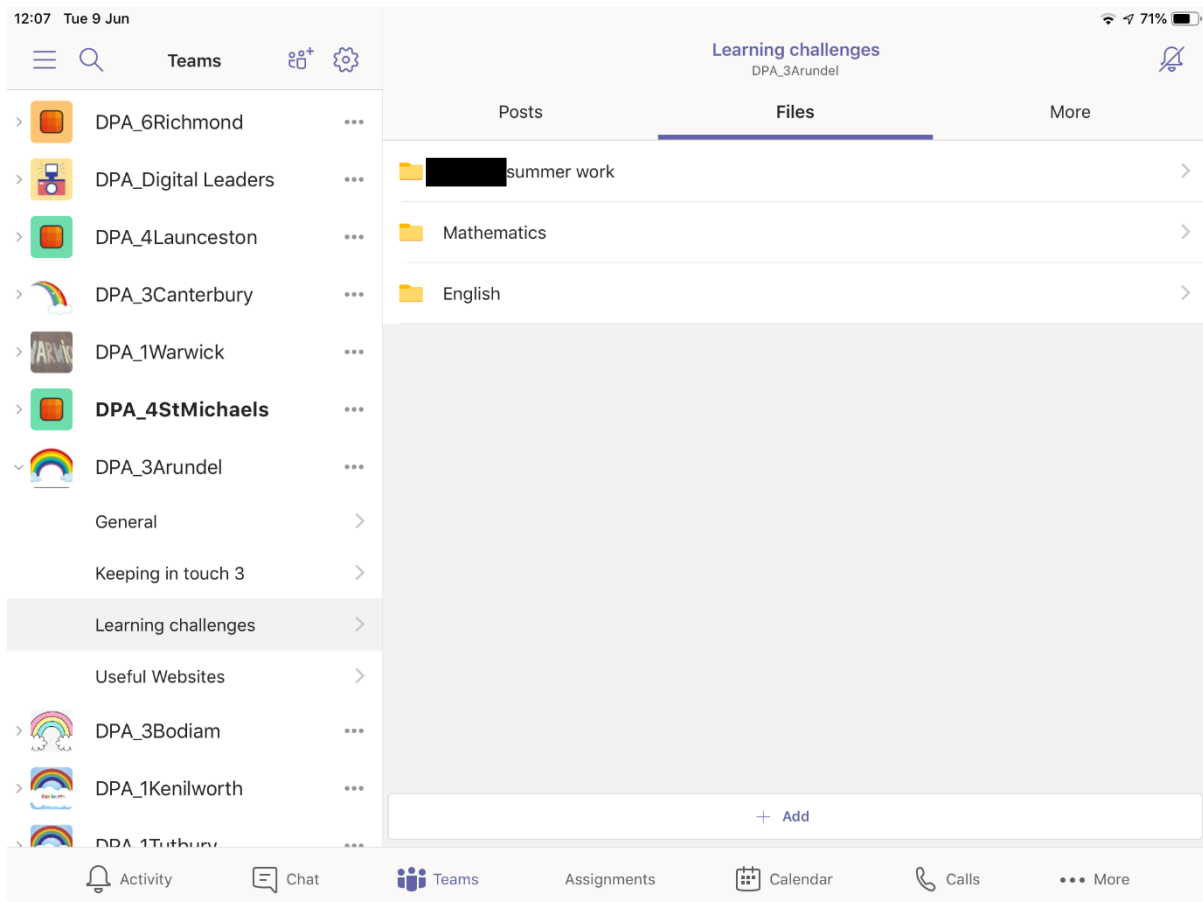 12:07 Tue 9 Jun
71%
Teams
DPA_6Richmond
DPA_Digital Leaders
DPA_4Launceston
DPA_3Canterbury
DPA_1Warwick
DPA_4StMichaels
DPA_3Arundel
General
Keeping in touch 3
Learning challenges
Useful Websites
DPA_3Bodiam
DPA_1Kenilworth
DPA_1Tutbury
Learning challenges
DPA_3Arundel
Posts Files More
summer work
Mathematics
English
+ Add
Activity Chat Teams Assignments Calendar Calls More